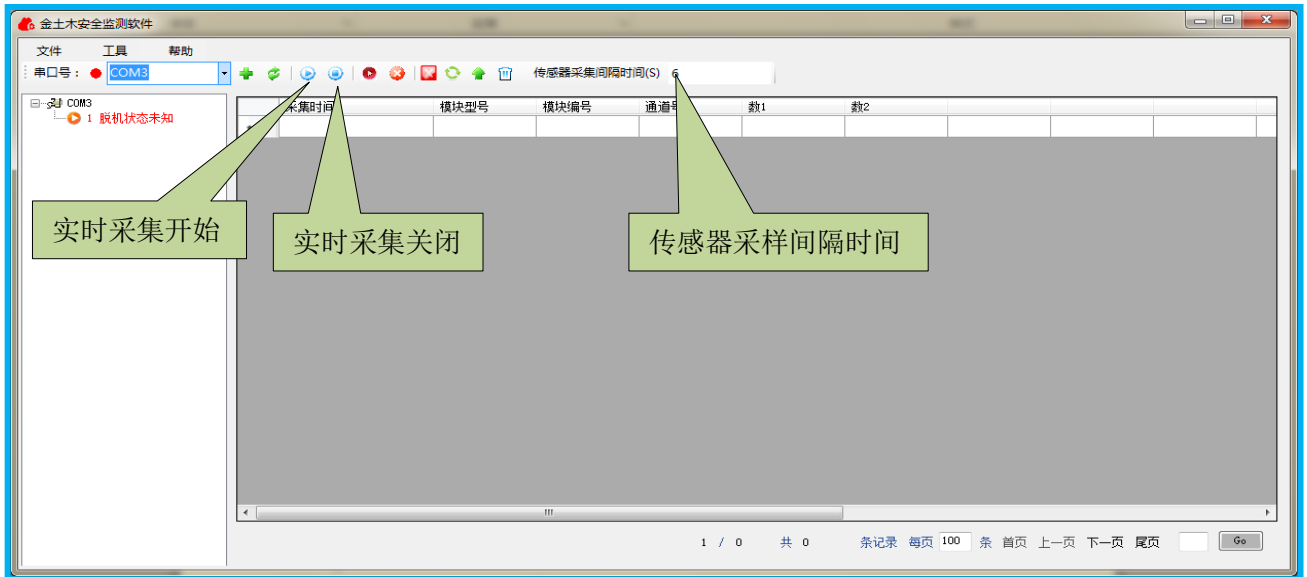 金土木安全监测软件
文件 工具 帮助
串口号： COM3 传感器采集间隔时间(S) 6
COM3
1 脱机状态未知
采集时间 模块型号 模块编号 通道号 数1 数2
实时采集开始
实时采集关闭
传感器采样间隔时间
1 / 0 共 0 条记录 每页 100 条 首页 上一页 下一页 尾页 Go